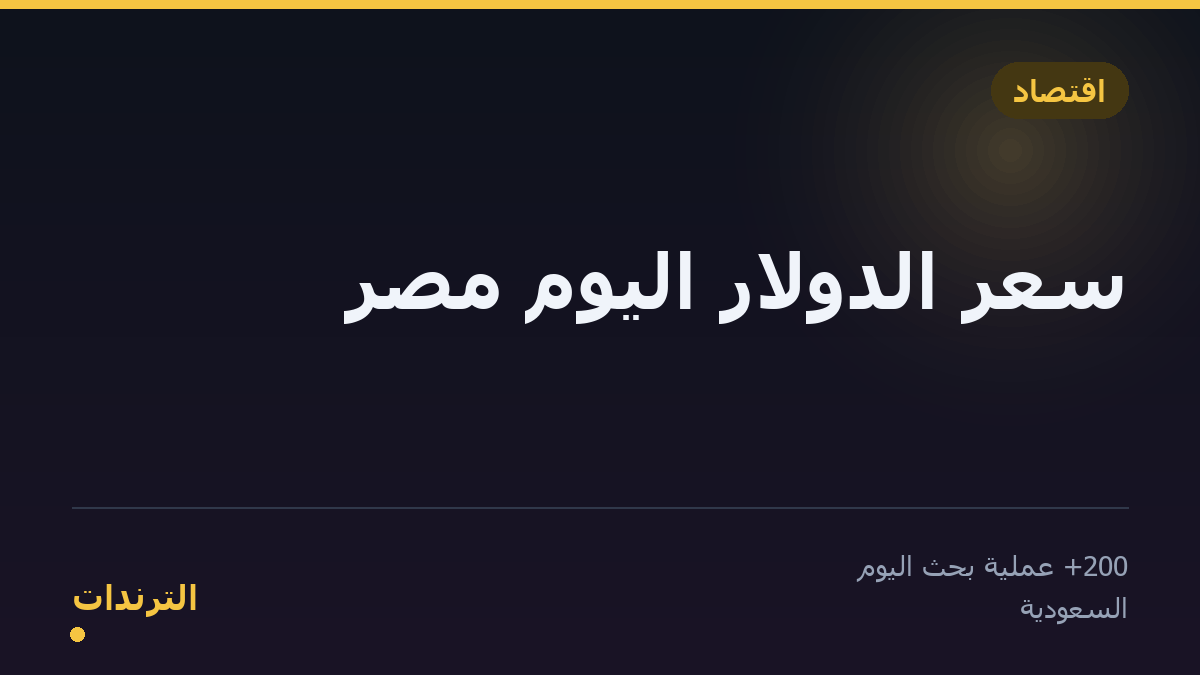 اقتصاد
سعر الدولار اليوم مصر
200+ عملية بحث اليوم
السعودية
الترندات